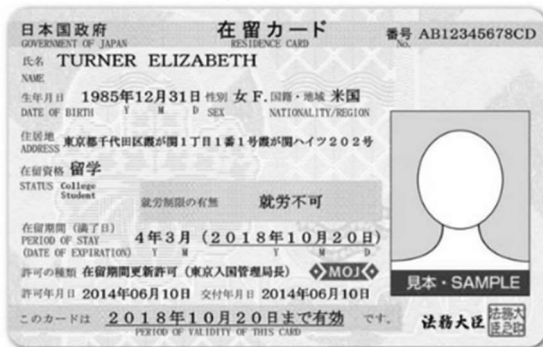 日本国政府 在留カード 番号 AB12345678CD
GOVERNMENT OF JAPAN RESIDENCE CARD No.
氏名 TURNER ELIZABETH
NAME
生年月日 1985年12月31日 性別 女 F. 国籍・地域 米国
DATE OF BIRTH Y M D SEX NATIONALITY/REGION
住居地 東京都千代田区霞が関1丁目1番1号霞が関ハイツ202号
ADDRESS
在留資格 留学
STATUS College Student
就労制限の有無 就労不可
在留期間(満了日) 4年3月(2018年10月20日)
PERIOD OF STAY (DATE OF EXPIRATION) Y M Y M D
許可の種類 在留期間更新許可(東京入国管理局長) MOJ
見本・SAMPLE
許可年月日 2014年06月10日 交付年月日 2014年06月10日
このカードは 2018年10月20日まで有効 です。
PERIOD OF VALIDITY OF THIS CARD
法務大臣